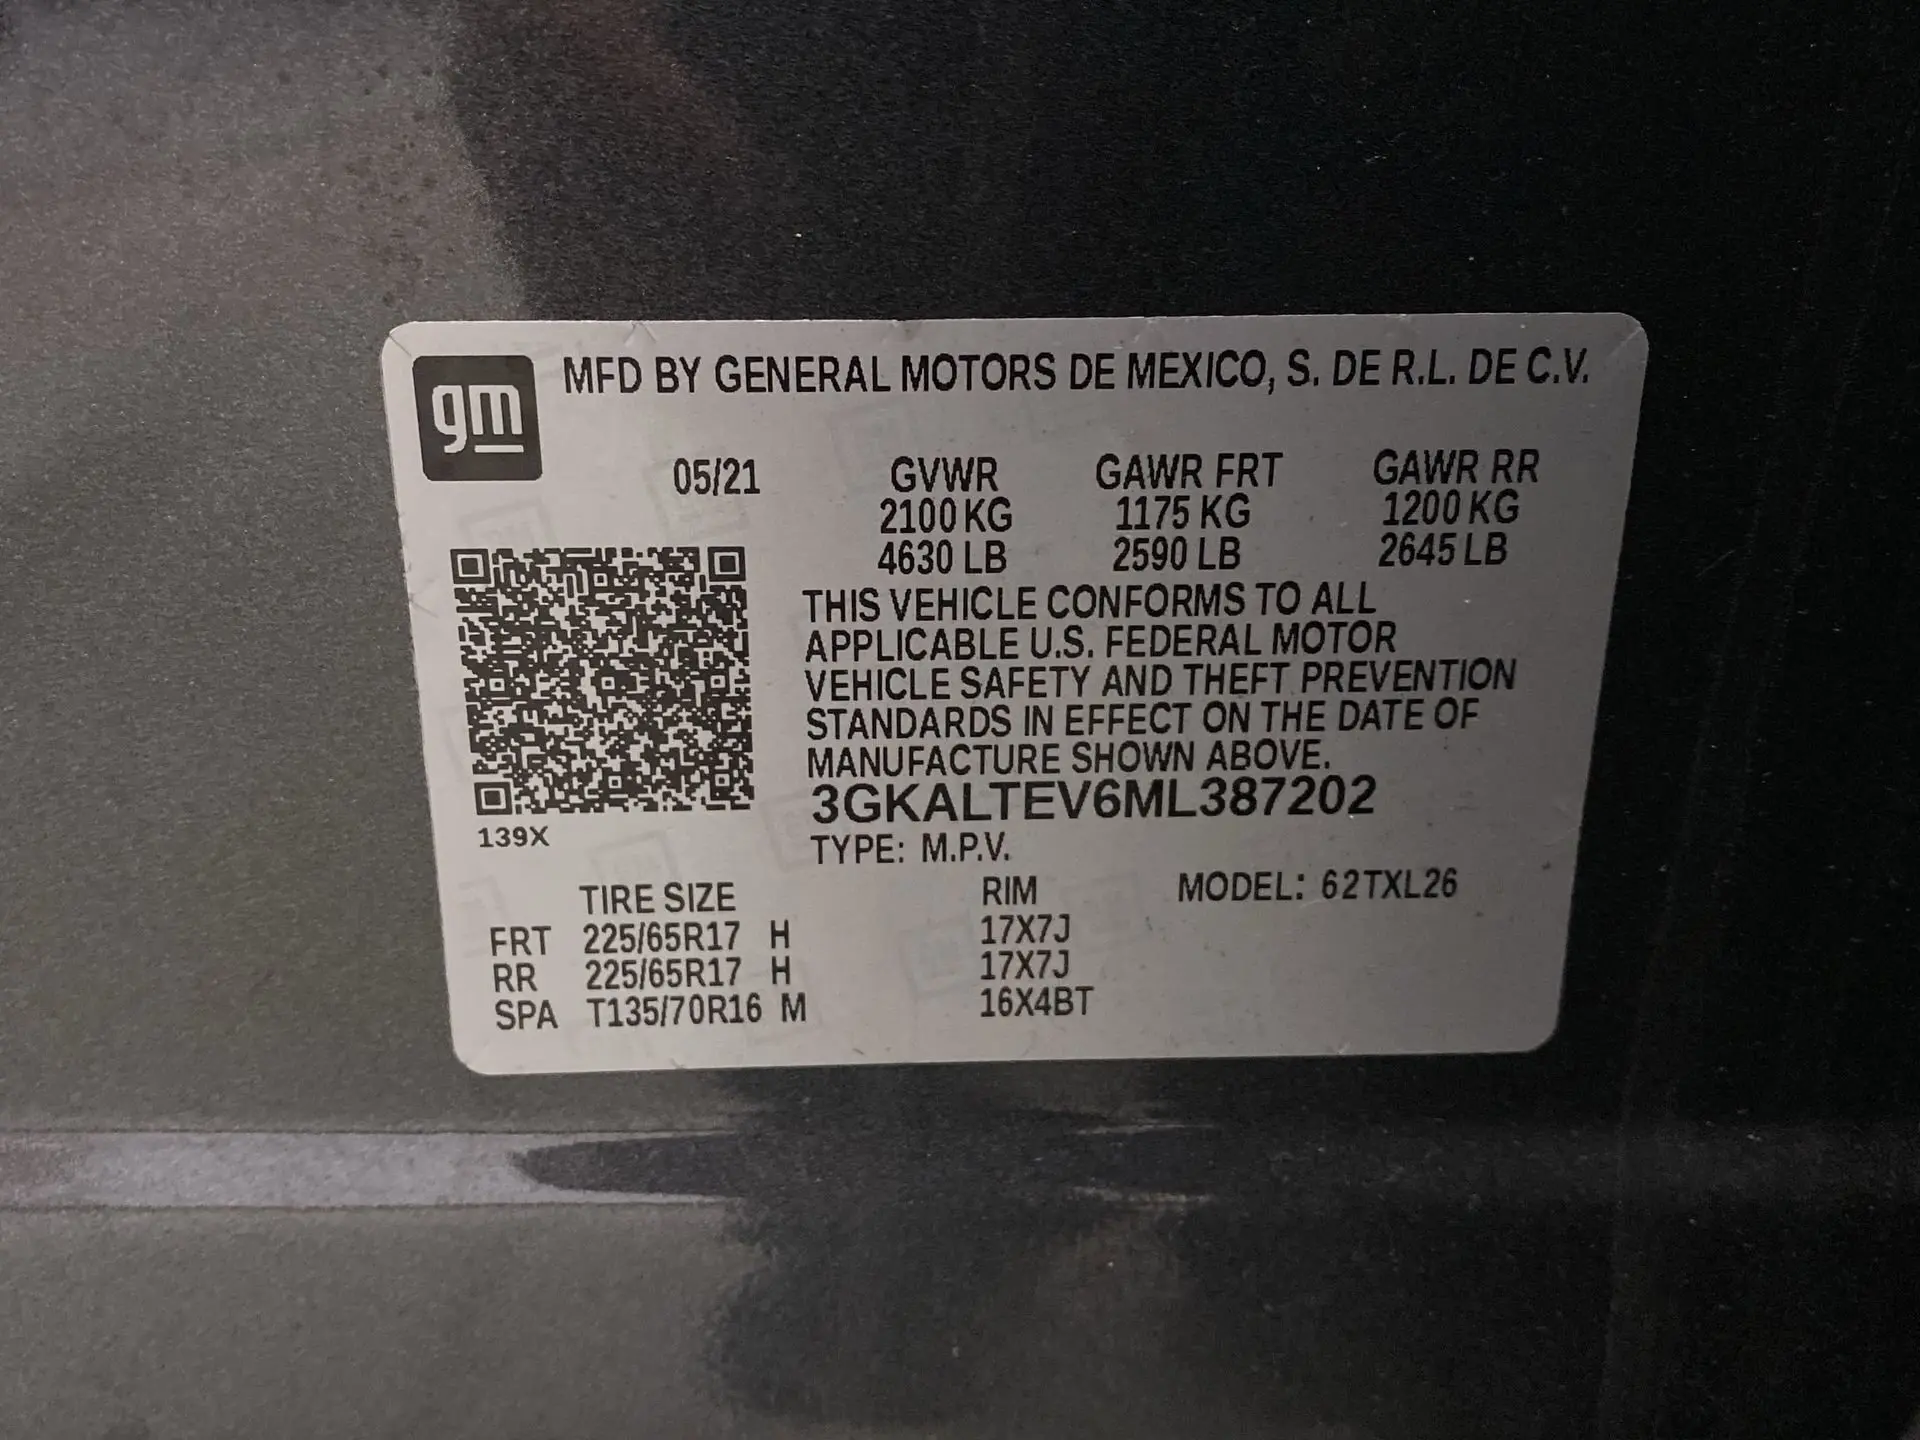 gm
MFD BY GENERAL MOTORS DE MEXICO, S. DE R.L. DE C.V.
05/21 GVWR GAWR FRT GAWR RR
2100 KG 1175 KG 1200 KG
4630 LB 2590 LB 2645 LB
THIS VEHICLE CONFORMS TO ALL
APPLICABLE U.S. FEDERAL MOTOR
VEHICLE SAFETY AND THEFT PREVENTION
STANDARDS IN EFFECT ON THE DATE OF
MANUFACTURE SHOWN ABOVE.
3GKALTEV6ML387202
139X
TYPE: M.P.V.
TIRE SIZE RIM MODEL: 62TXL26
FRT 225/65R17 H 17X7J
RR 225/65R17 H 17X7J
SPA T135/70R16 M 16X4BT